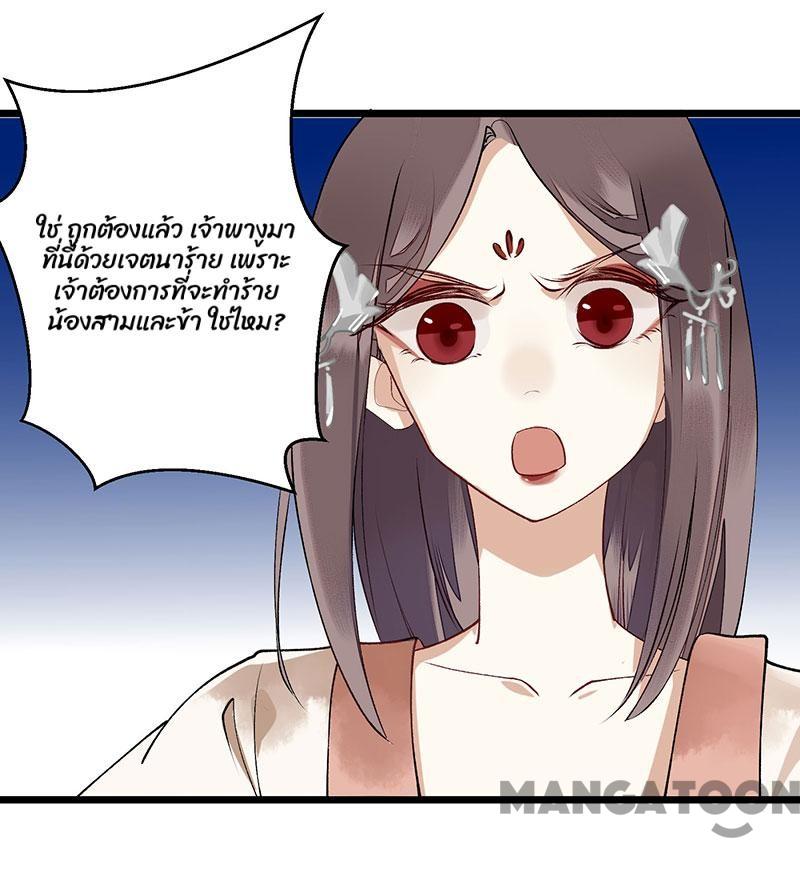 ใช่ ถูกต้องแล้ว เจ้าพางูมา
ที่นี่ด้วยเจตนาร้าย เพราะ
เจ้าต้องการที่จะทำร้าย
น้องสามและข้า ใช่ไหม?
MANGATOON